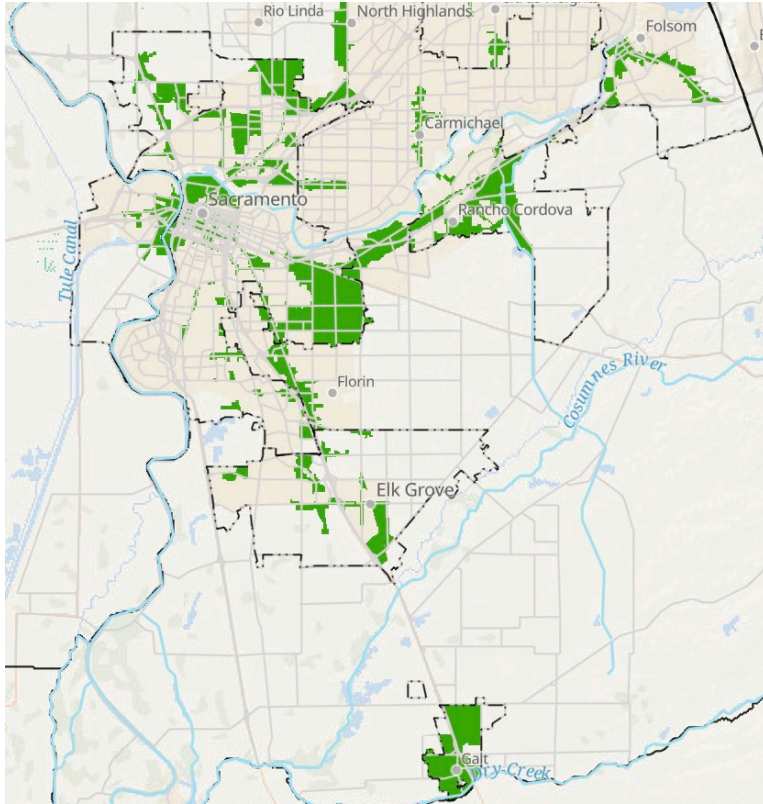 Rio Linda
North Highlands
Folsom
Carmichael
Sacramento
Rancho Cordova
Tule Canal
Florin
Cosumnes River
Elk Grove
Galt
Dry Creek